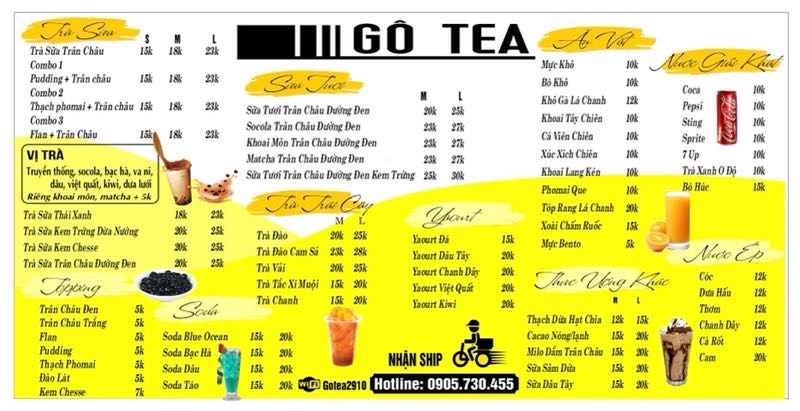 GÔ TEA
Trà Sữa S M L
Trà Sữa Trân Châu 15k 18k 23k
Combo 1
Pudding + Trân châu 15k 18k 23k
Combo 2
Thạch phomai + Trân châu 15k 18k 23k
Combo3
Flan + Trân Châu 15k 18k 23k
VỊ TRÀ
Truyền thống, socola, bạc hà, va ni,
dâu, việt quất, kiwi, dưa lưới
Riêng khoai môn, matcha + 5k
Trà Sữa Thái Xanh 18k 23k
Trà Sữa Kem Trứng Dừa Nướng 20k 25k
Trà Sữa Kem Chesse 20k 25k
Trà Sữa Trân Châu Đường Đen 20k 25k
Topping
Trân Châu Đen 5k
Trân Châu Trắng 5k
Flan 5k
Pudding 5k
Thạch Phomai 5k
Đào Lát 5k
Kem Chesse 7k
Soda
Soda Blue Ocean 15k 20k
Soda Bạc Hà 15k 20k
Soda Dâu 15k 20k
Soda Táo 15k 20k
Sữa Tươi
M L
Sữa Tươi Trân Châu Đường Đen 20k 25k
Socola Trân Châu Đường Đen 23k 27k
Khoai Môn Trân Châu Đường Đen 23k 27k
Matcha Trân Châu Đường Đen 23k 27k
Sữa Tươi Trân Châu Đường Đen Kem Trứng 25k 30k
Trà Trái Cây
M L
Trà Đào 20k 25k
Trà Đào Cam Sả 23k 28k
Trà Vải 20k 25k
Trà Tắc Xí Muội 15k 20k
Trà Chanh 15k 20k
Yaourt
Yaourt Đá 15k
Yaourt Dâu Tây 20k
Yaourt Chanh Dây 20k
Yaourt Việt Quất 20k
Yaourt Kiwi 20k
NHẬN SHIP
WiFi Gotea2910 Hotline: 0905.730.455
Ăn Vặt
Mực Khô 10k
Bò Khô 10k
Khô Gà Lá Chanh 12k
Khoai Tây Chiên 10k
Cá Viên Chiên 10k
Xúc Xích Chiên 10k
Khoai Lang Kén 10k
Phomai Que 10k
Tóp Rang Lá Chanh 20k
Xoài Chấm Ruốc 15k
Mực Bento 5k
Nước Giải Khát
Coca 10k
Pepsi 10k
Sting 10k
Sprite 10k
7 Up 10k
Trà Xanh O Độ 10k
Bò Húc 15k
Coca-Cola
Nước Ép
Cóc 12k
Dưa Hấu 12k
Thơm 12k
Chanh Dây 12k
Cà Rốt 12k
Cam 20k
Thức Uống Khác
M L
Thạch Dừa Hạt Chia 12k 15k
Cacao Nóng/lạnh 15k 20k
Milo Dầm Trân Châu 15k 20k
Sữa Sâm Dứa 15k 20k
Sữa Dâu Tây 15k 20k